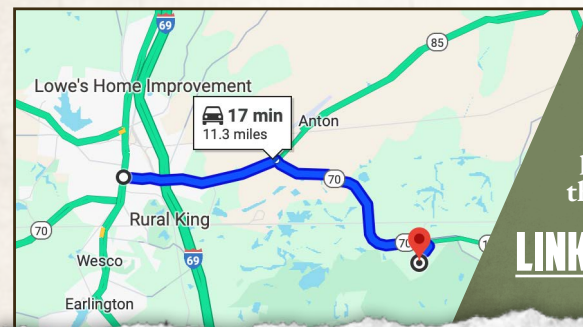 69
85
Lowe's Home Improvement
17 min
11.3 miles
Anton
70
Rural King
70
70
69
Wesco
Earlington
LINK